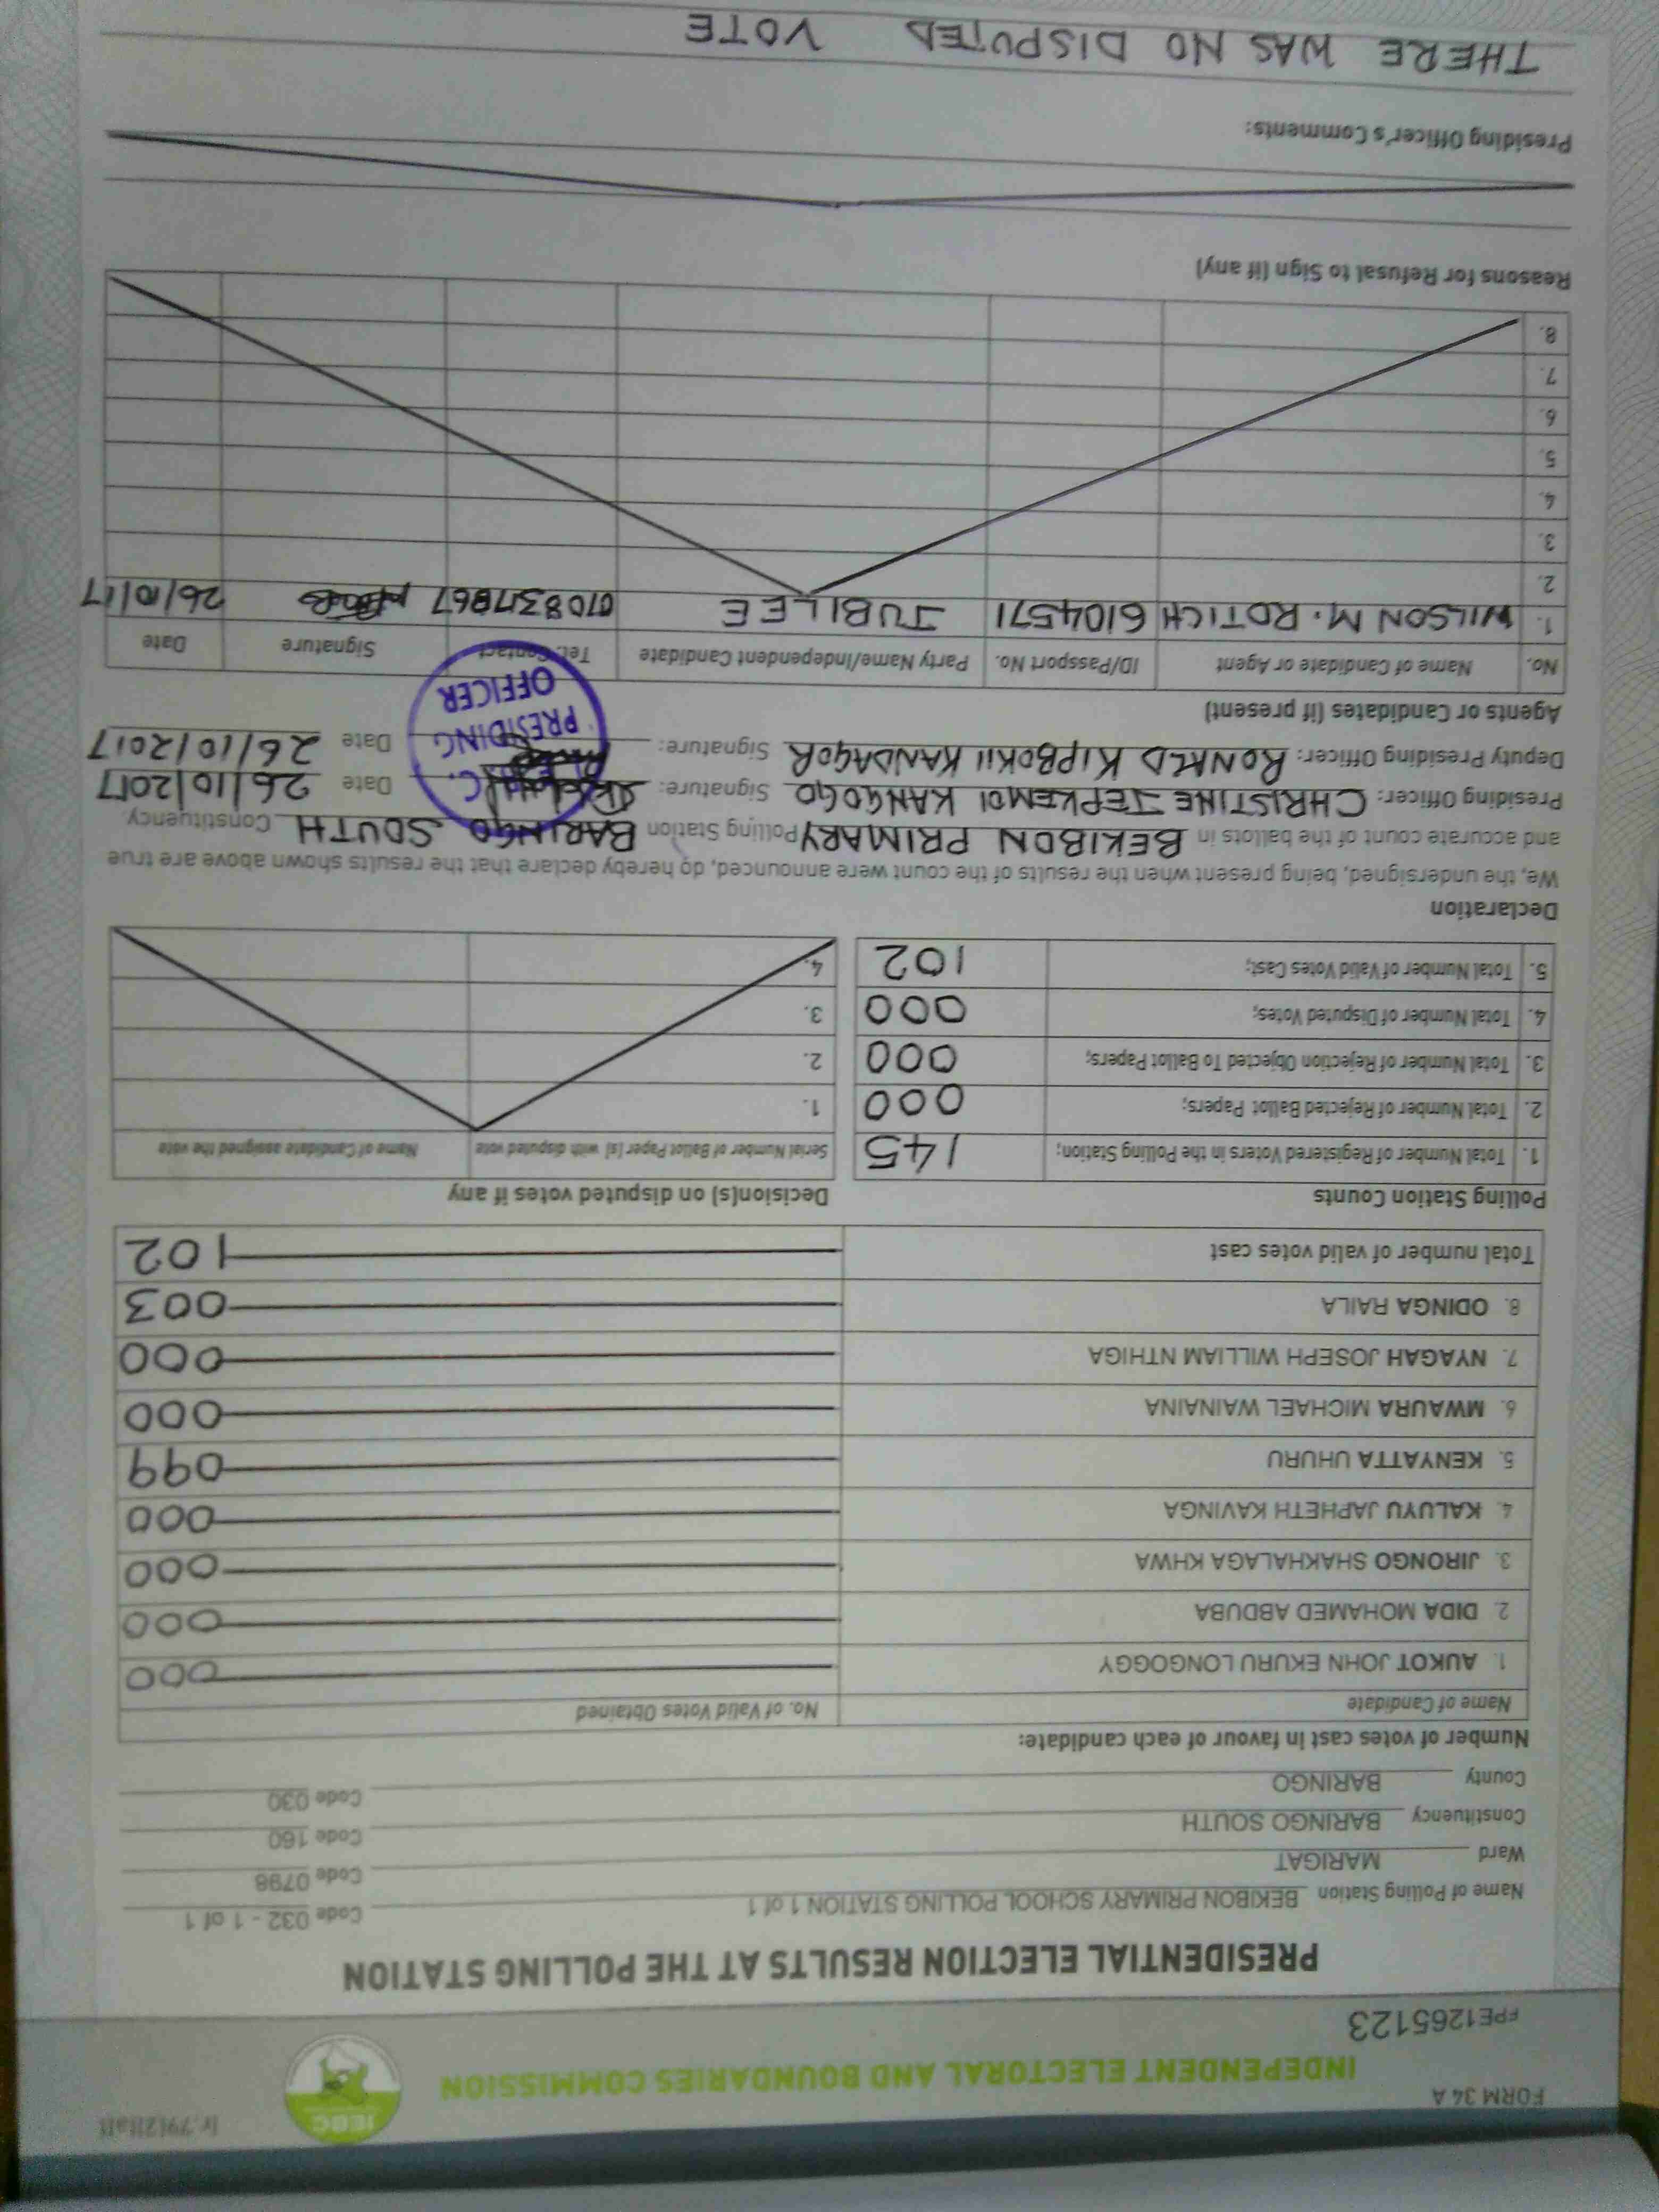 FORM 34 A
(r.79(2)(a))
INDEPENDENT ELECTORAL AND BOUNDARIES COMMISSION
IEBC
FPE1265123
PRESIDENTIAL ELECTION RESULTS AT THE POLLING STATION
Name of Polling Station BEKIBON PRIMARY SCHOOL POLLING STATION 1 of 1 Code 032 - 1 of 1
Ward MARIGAT Code 0798
Constituency BARINGO SOUTH Code 160
County BARINGO Code 030
Number of votes cast in favour of each candidate:
Name of Candidate No. of Valid Votes Obtained
1. AUKOT JOHN EKURU LONGOGGY 000
2. DIDA MOHAMED ABDUBA 000
3. JIRONGO SHAKHALAGA KHWA 000
4. KALUYU JAPHETH KAVINGA 000
5. KENYATTA UHURU 099
6. MWAURA MICHAEL WAINAINA 000
7. NYAGAH JOSEPH WILLIAM NTHIGA 000
8. ODINGA RAILA 003
Total number of valid votes cast 102
Polling Station Counts Decision(s) on disputed votes if any
1. Total Number of Registered Voters in the Polling Station; 145 Serial Number of Ballot Paper (s) with disputed vote Name of Candidate assigned the vote
2. Total Number of Rejected Ballot Papers; 000 1.
3. Total Number of Rejection Objected To Ballot Papers; 000 2.
4. Total Number of Disputed Votes; 000 3.
5. Total Number of Valid Votes Cast; 102 4.
Declaration
We, the undersigned, being present when the results of the count were announced, do hereby declare that the results shown above are true
and accurate count of the ballots in BEKIBON PRIMARY Polling Station BARINGO SOUTH Constituency.
Presiding Officer: CHRISTINE JEPKEMOI KANGOGO Signature: Date 26/10/2017
Deputy Presiding Officer: RONALD KIPBOKII KANDAGOR Signature: Date 26/10/2017
PRESIDING
OFFICER
Agents or Candidates (if present)
No. Name of Candidate or Agent ID/Passport No. Party Name/Independent Candidate Tel. Contact Signature Date
1. WILSON M. ROTICH 6104571 JUBILEE 26/10/17
2.
3.
4.
5.
6.
7.
8.
Reasons for Refusal to Sign (if any)
Presiding Officer's Comments:
THERE WAS NO DISPUTED VOTE